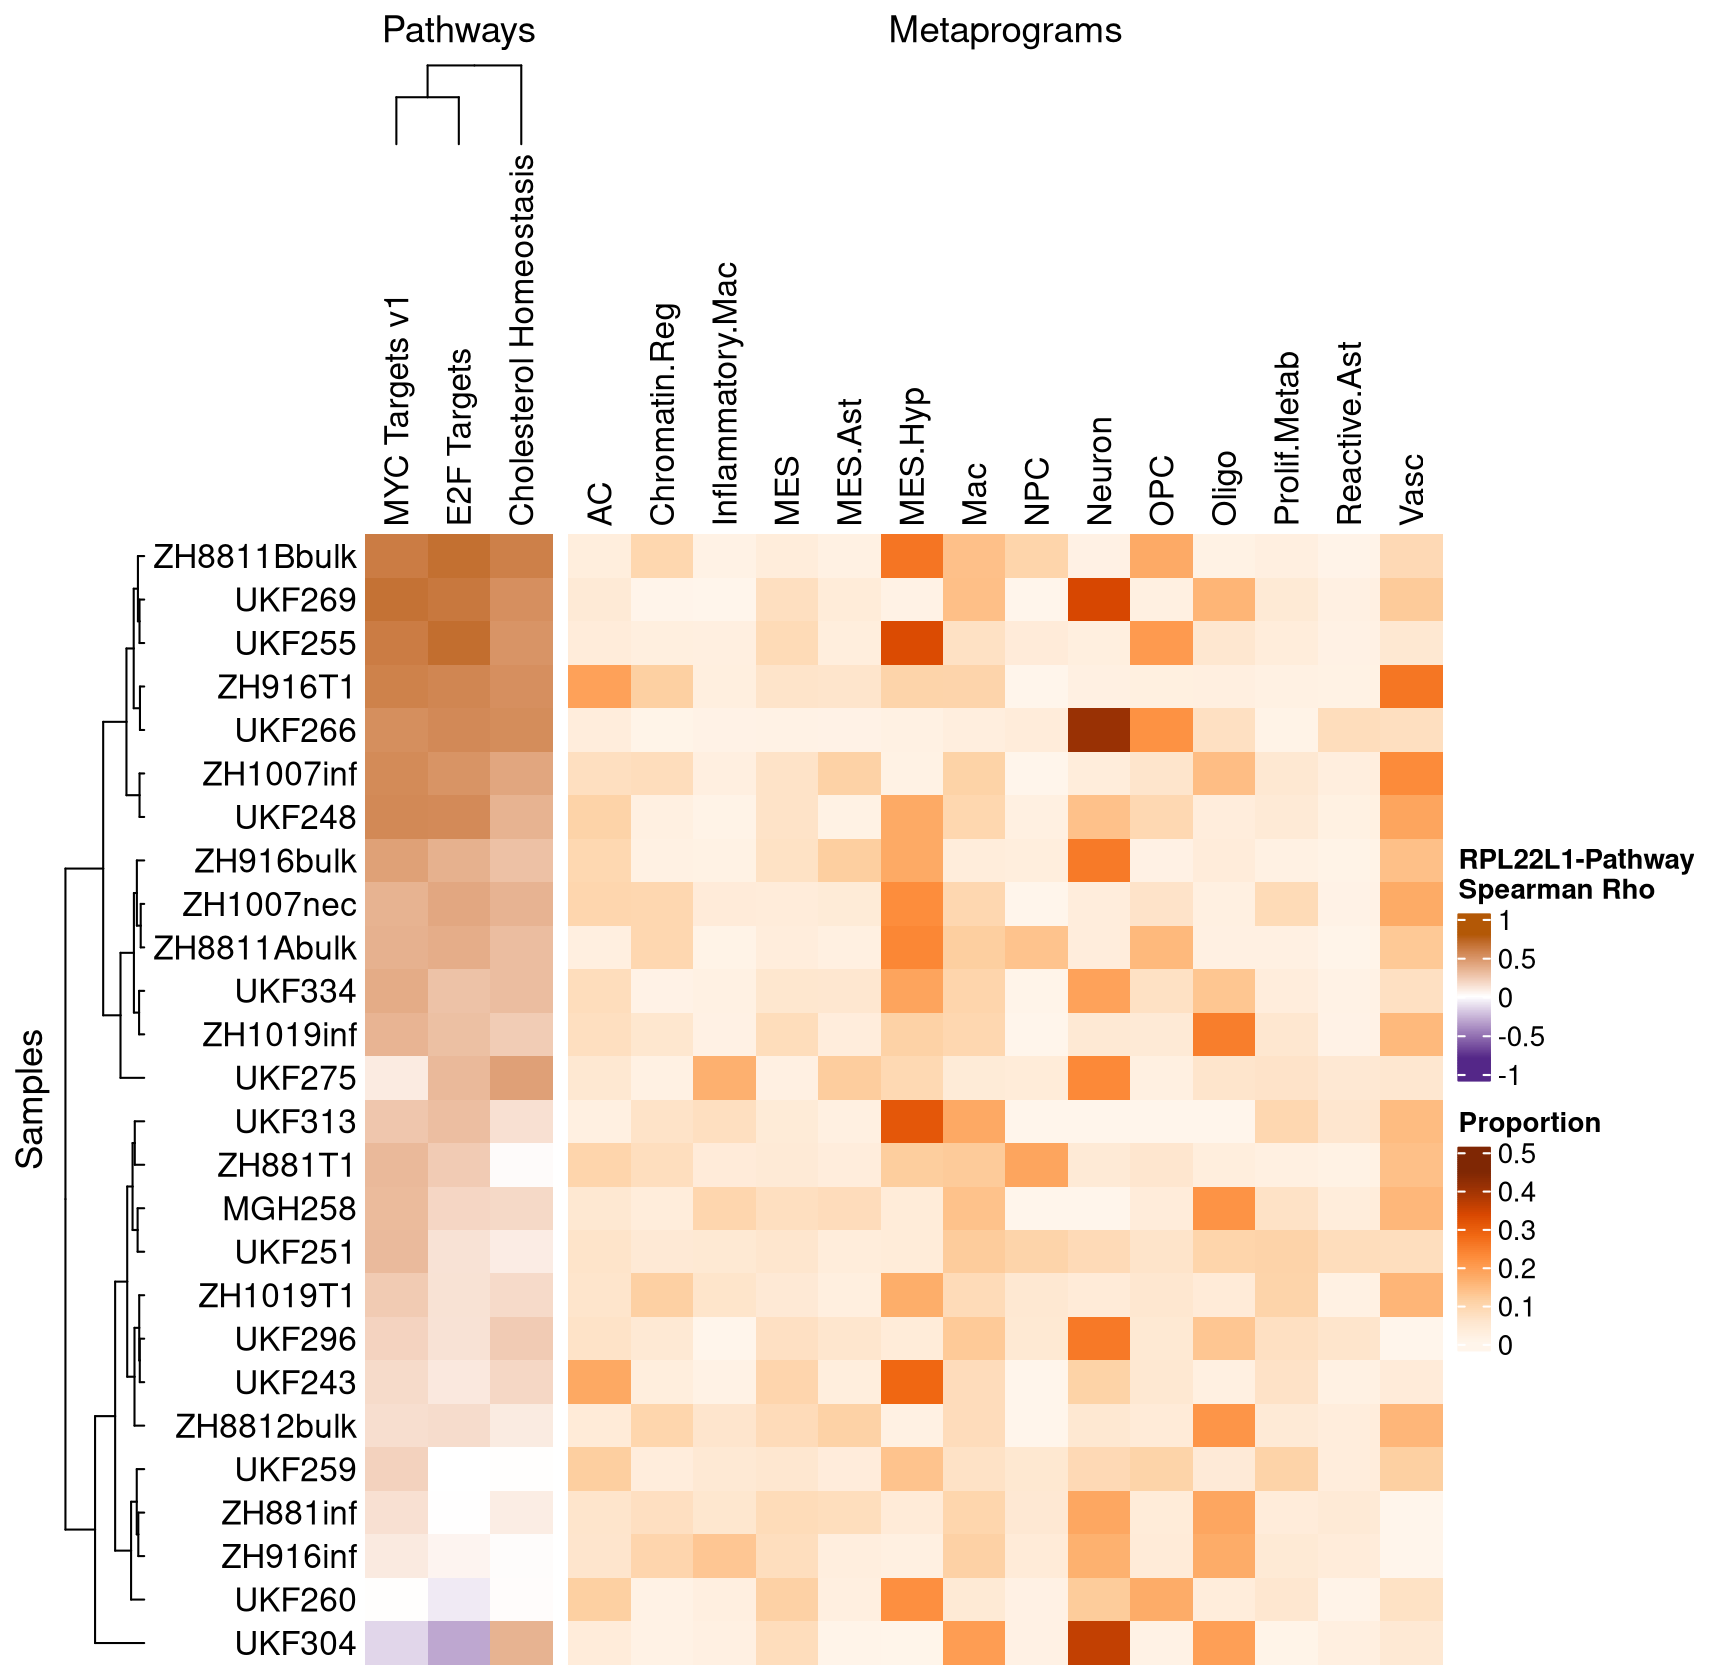 Pathways
Metaprograms
MYC Targets v1
E2F Targets
Cholesterol Homeostasis
AC
Chromatin.Reg
Inflammatory.Mac
MES
MES.Ast
MES.Hyp
Mac
NPC
Neuron
OPC
Oligo
Prolif.Metab
Reactive.Ast
Vasc
Samples
ZH8811Bbulk
UKF269
UKF255
ZH916T1
UKF266
ZH1007inf
UKF248
ZH916bulk
ZH1007nec
ZH8811Abulk
UKF334
ZH1019inf
UKF275
UKF313
ZH881T1
MGH258
UKF251
ZH1019T1
UKF296
UKF243
ZH8812bulk
UKF259
ZH881inf
ZH916inf
UKF260
UKF304
RPL22L1-Pathway
Spearman Rho
1
0.5
0
-0.5
-1
Proportion
0.5
0.4
0.3
0.2
0.1
0